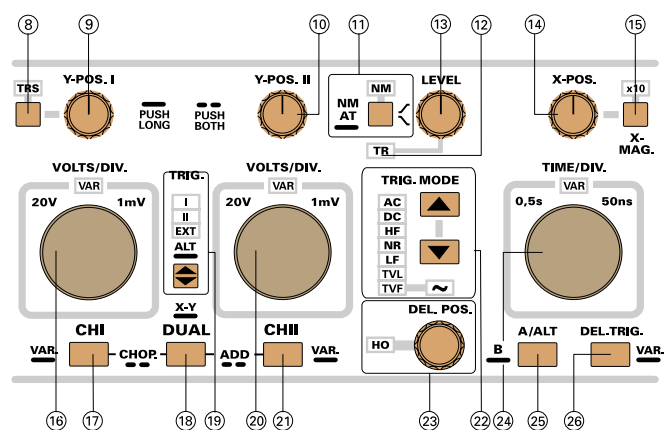 8 9 10 11 12 13 14 15
TRS Y-POS. I Y-POS. II NM LEVEL X-POS. x10
PUSH LONG
PUSH BOTH
NM AT
TR
X-MAG.
VOLTS/DIV. TRIG. VOLTS/DIV. TRIG. MODE TIME/DIV.
VAR VAR VAR
20V 1mV 20V 1mV 0,5s 50ns
I
II
EXT
ALT
AC
DC
HF
NR
LF
TVL
TVF ~
X-Y
CHI DUAL CHII DEL. POS. A/ALT DEL.TRIG.
VAR. CHOP. ADD VAR. HO B VAR.
16 17 18 19 20 21 23 22 24 25 26